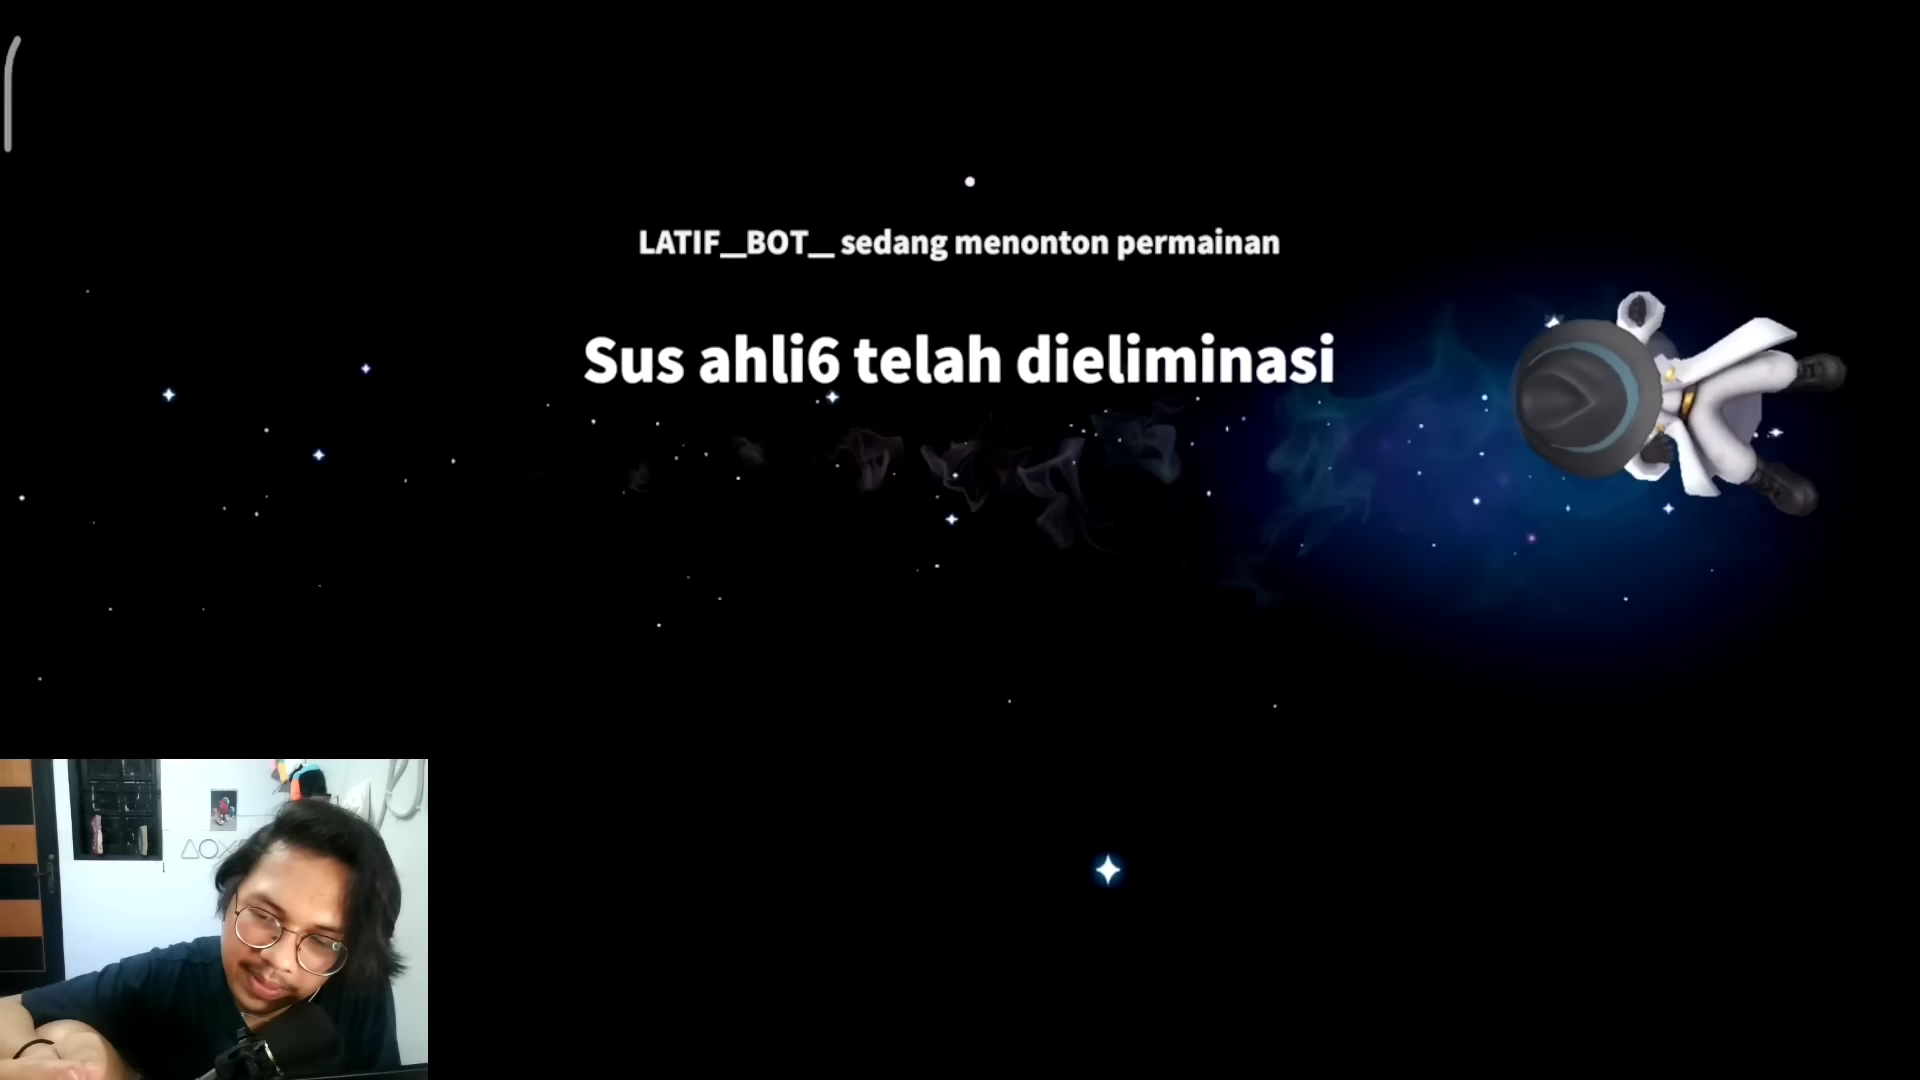 LATIF__BOT__ sedang menonton permainan
Sus ahli6 telah dieliminasi